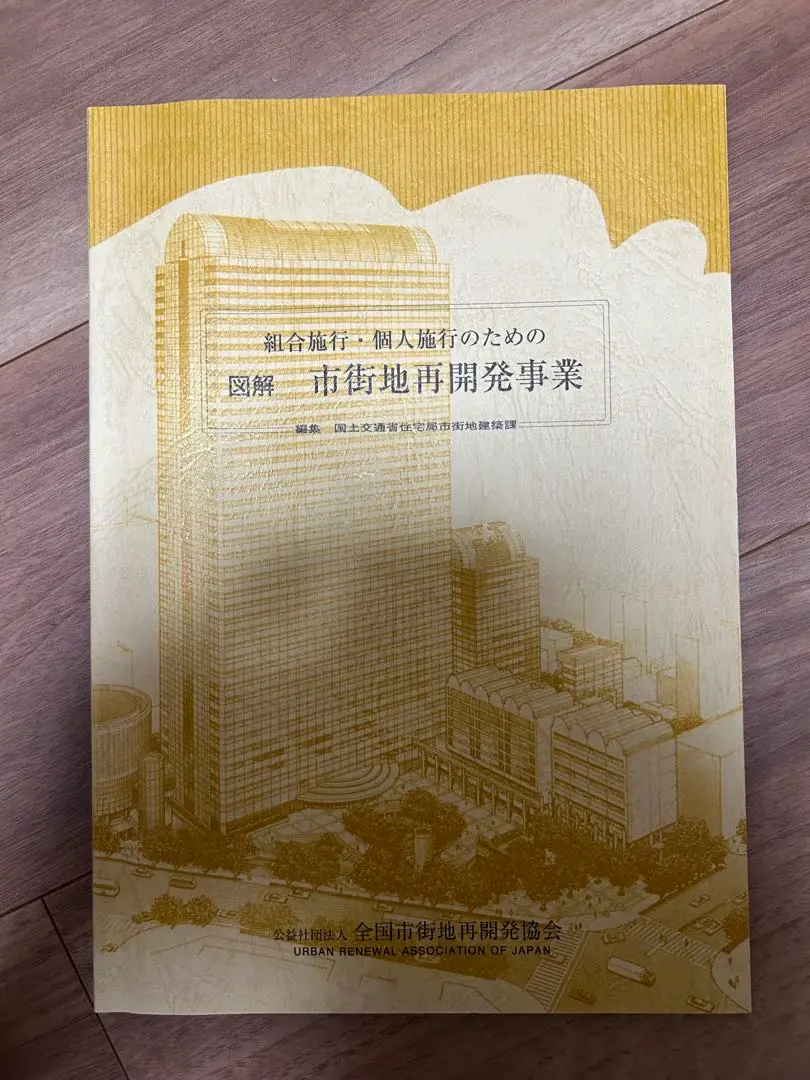 組合施行・個人施行のための
図解 市街地再開発事業
編集 国土交通省住宅局市街地建築課
公益社団法人 全国市街地再開発協会
URBAN RENEWAL ASSOCIATION OF JAPAN